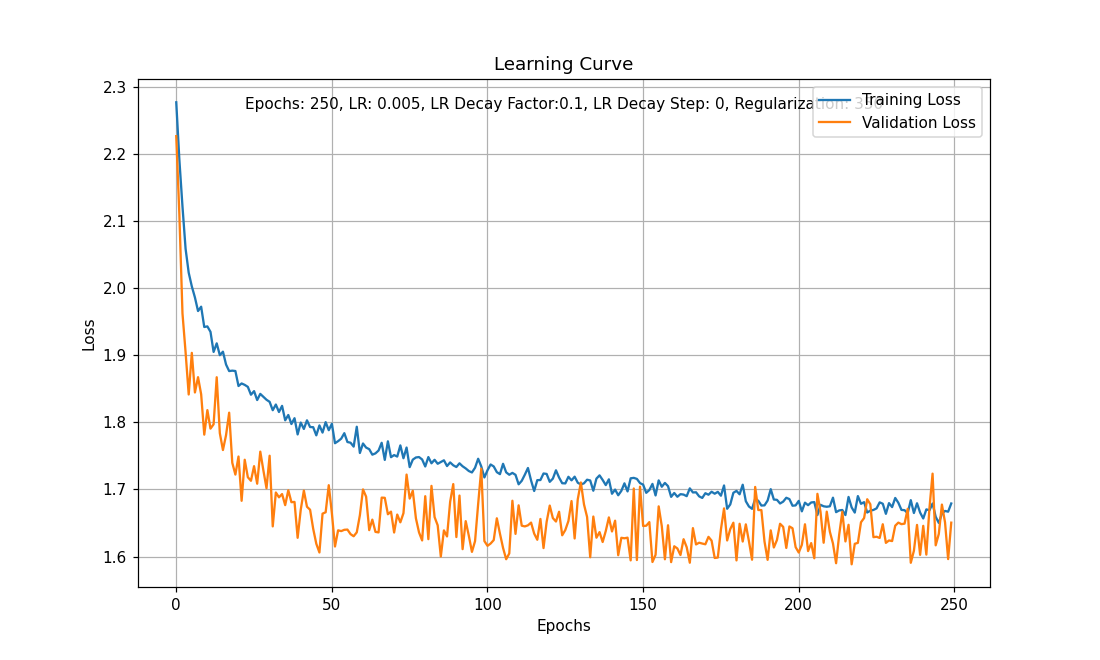 Learning Curve
Epochs: 250, LR: 0.005, LR Decay Factor:0.1, LR Decay Step: 0, Regularization:
Training Loss
Validation Loss
2.3
2.2
2.1
2.0
1.9
1.8
1.7
1.6
Loss
0 50 100 150 200 250
Epochs